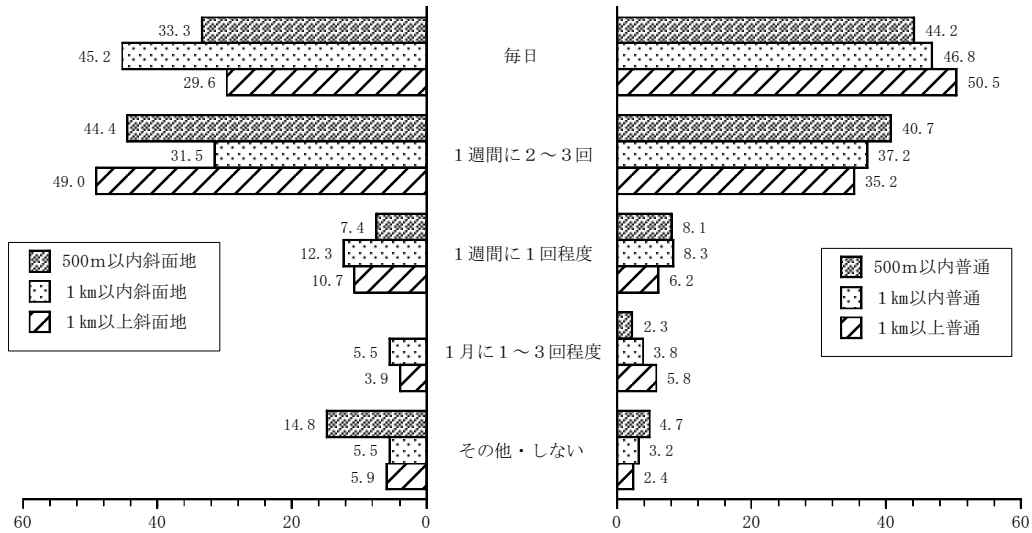 33.3
45.2
29.6
毎日
44.2
46.8
50.5
44.4
31.5
49.0
1週間に2～3回
40.7
37.2
35.2
7.4
12.3
10.7
1週間に1回程度
8.1
8.3
6.2
500m以内斜面地
1km以内斜面地
1km以上斜面地
500m以内普通
1km以内普通
1km以上普通
5.5
3.9
1月に1～3回程度
2.3
3.8
5.8
14.8
5.5
5.9
その他・しない
4.7
3.2
2.4
60 40 20 0
0 20 40 60